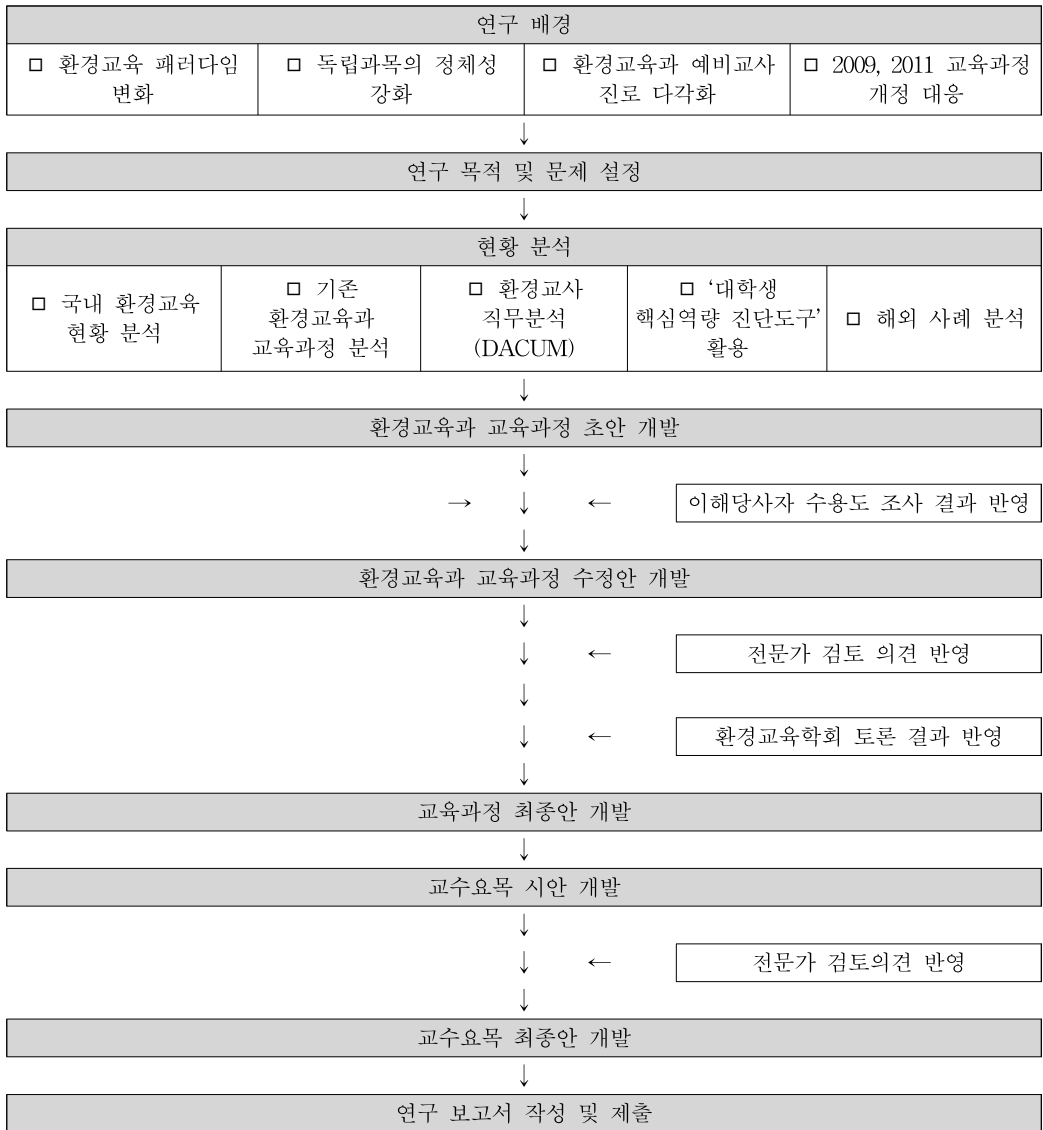 연구 배경
□ 환경교육 패러다임
변화
□ 독립과목의 정체성
강화
□ 환경교육과 예비교사
진로 다각화
□ 2009, 2011 교육과정
개정 대응
↓
연구 목적 및 문제 설정
↓
현황 분석
□ 국내 환경교육
현황 분석
□ 기존
환경교육과
교육과정 분석
□ 환경교사
직무분석
(DACUM)
□ ‘대학생
핵심역량 진단도구’
활용
□ 해외 사례 분석
↓
환경교육과 교육과정 초안 개발
↓
→ ↓ ← 이해당사자 수용도 조사 결과 반영
↓
환경교육과 교육과정 수정안 개발
↓
↓ ← 전문가 검토 의견 반영
↓
↓ ← 환경교육학회 토론 결과 반영
↓
교육과정 최종안 개발
↓
교수요목 시안 개발
↓
↓ ← 전문가 검토의견 반영
↓
교수요목 최종안 개발
↓
연구 보고서 작성 및 제출